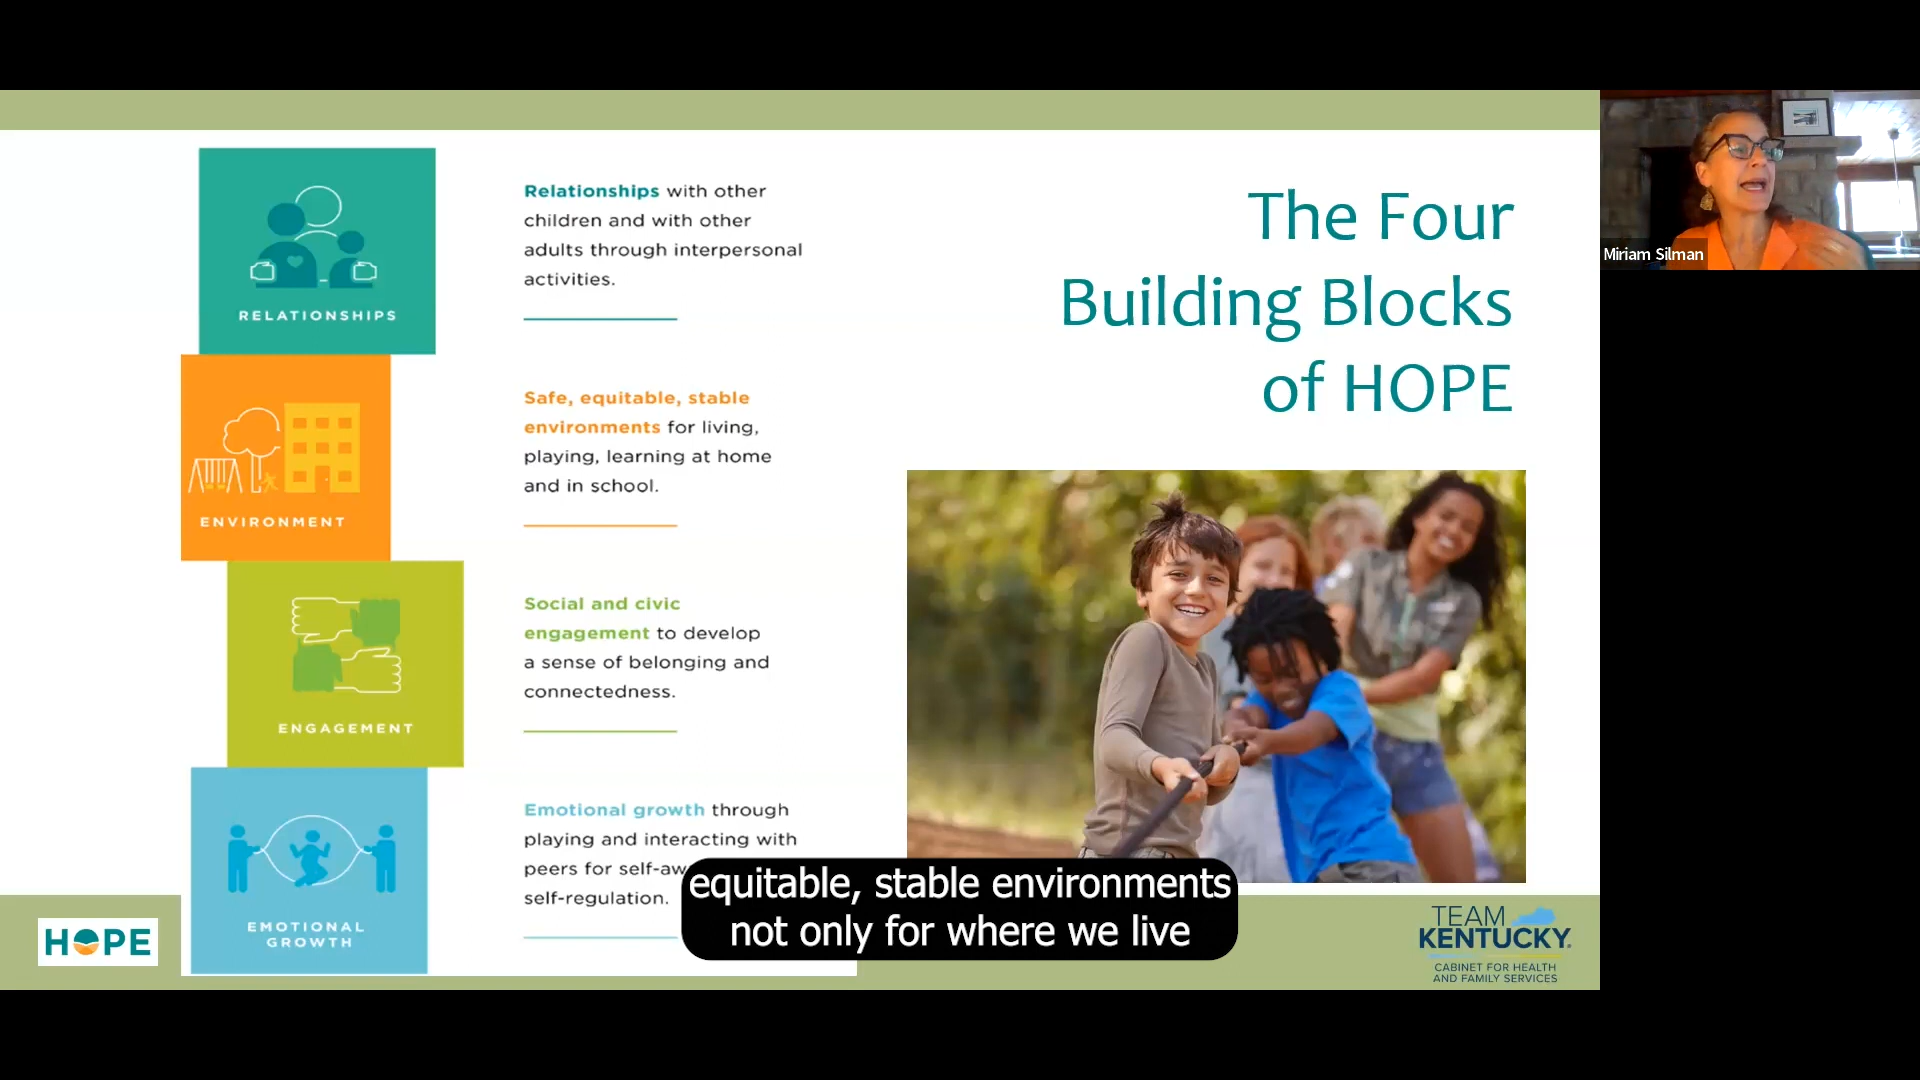 The Four
Building Blocks
of HOPE
RELATIONSHIPS
Relationships with other
children and with other
adults through interpersonal
activities.
ENVIRONMENT
Safe, equitable, stable
environments for living,
playing, learning at home
and in school.
ENGAGEMENT
Social and civic
engagement to develop
a sense of belonging and
connectedness.
EMOTIONAL
GROWTH
Emotional growth through
playing and interacting with
peers for
self-regulation.
equitable, stable environments
not only for where we live
HOPE
TEAM
KENTUCKY
CABINET FOR HEALTH
AND FAMILY SERVICES
Miriam Silman